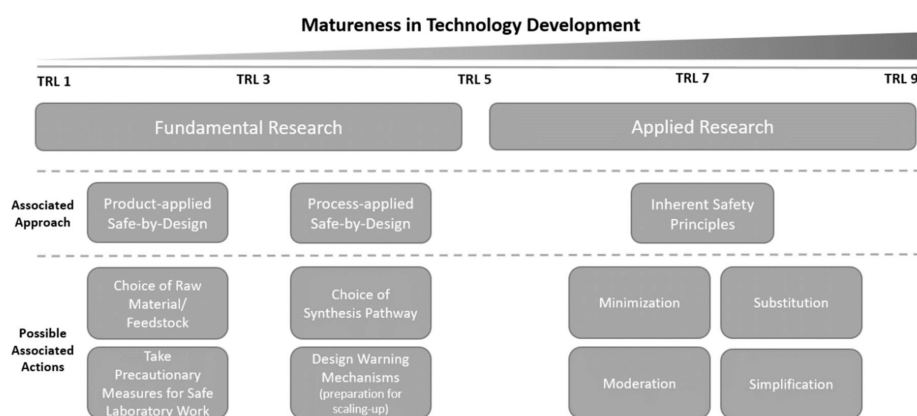 Matureness in Technology Development
TRL 1
TRL 3
TRL 5
TRL 7
TRL 9
Fundamental Research
Applied Research
Associated
Approach
Product-applied
Safe-by-Design
Process-applied
Safe-by-Design
Inherent Safety
Principles
Possible
Associated
Actions
Choice of Raw
Material/
Feedstock
Choice of
Synthesis Pathway
Minimization
Substitution
Take
Precautionary
Measures for Safe
Laboratory Work
Design Warning
Mechanisms
(preparation for
scaling-up)
Moderation
Simplification